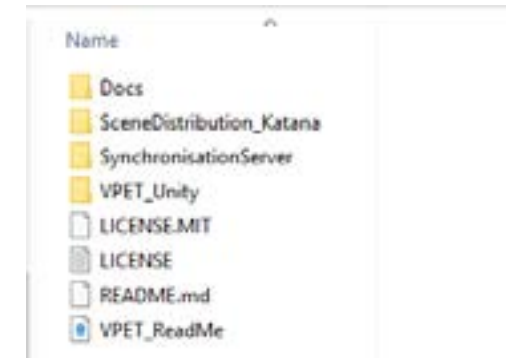 Name
Docs
SceneDistribution_Katana
SynchronisationServer
VPET_Unity
LICENSE.MIT
LICENSE
README.md
VPET_ReadMe